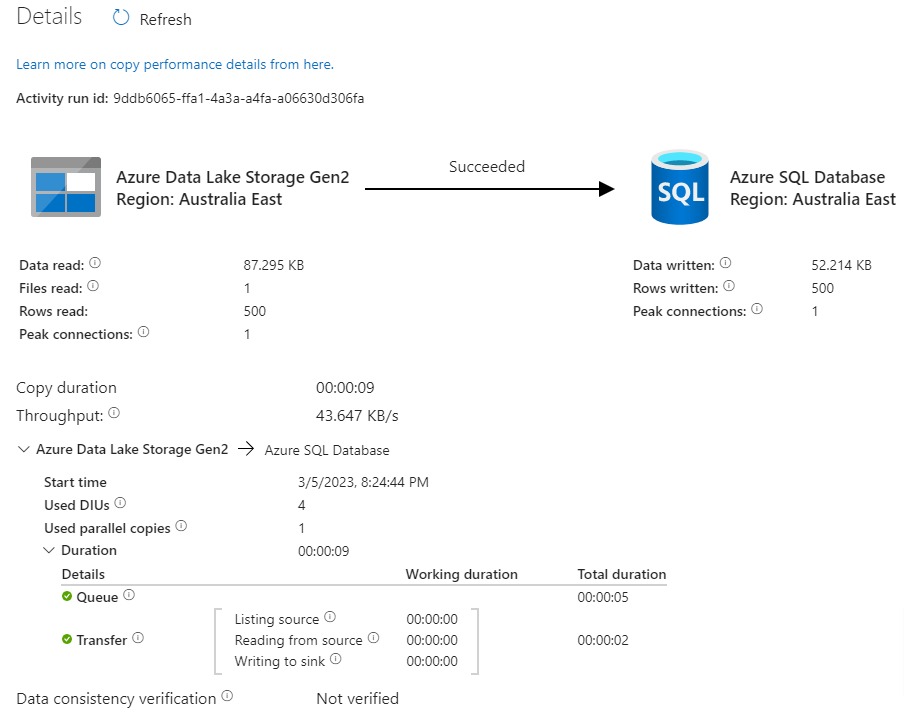 Details Refresh
Learn more on copy performance details from here.
Activity run id: 9ddb6065-ffa1-4a3a-a4fa-a06630d306fa
Succeeded
Azure Data Lake Storage Gen2
Region: Australia East
SQL
Azure SQL Database
Region: Australia East
Data read: 87.295 KB
Files read: 1
Rows read: 500
Peak connections: 1
Data written: 52.214 KB
Rows written: 500
Peak connections: 1
Copy duration 00:00:09
Throughput: 43.647 KB/s
Azure Data Lake Storage Gen2 → Azure SQL Database
Start time 3/5/2023, 8:24:44 PM
Used DIUs 4
Used parallel copies 1
Duration 00:00:09
Details Working duration Total duration
Queue 00:00:05
Listing source 00:00:00
Transfer Reading from source 00:00:00 00:00:02
Writing to sink 00:00:00
Data consistency verification Not verified